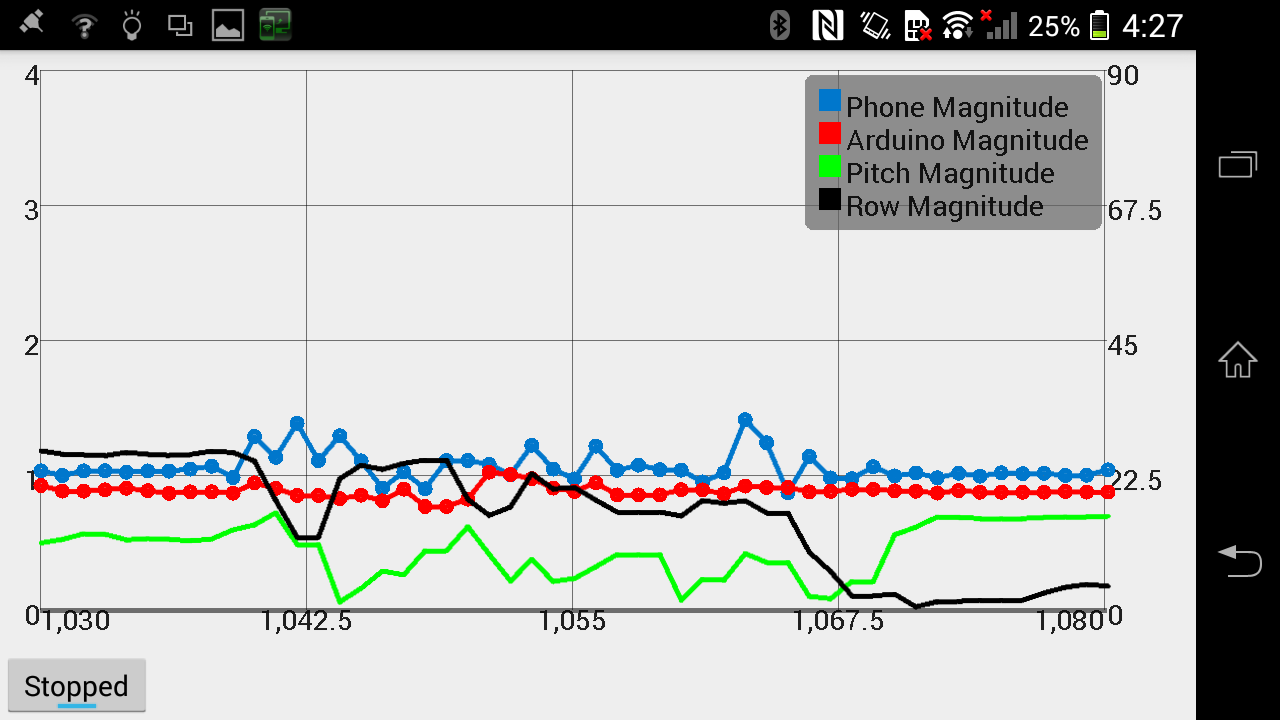 25% 4:27
4 90
Phone Magnitude
Arduino Magnitude
Pitch Magnitude
Row Magnitude
3 67.5
2 45
1 22.5
0 1,030 1,042.5 1,055 1,067.5 1,080 0
Stopped